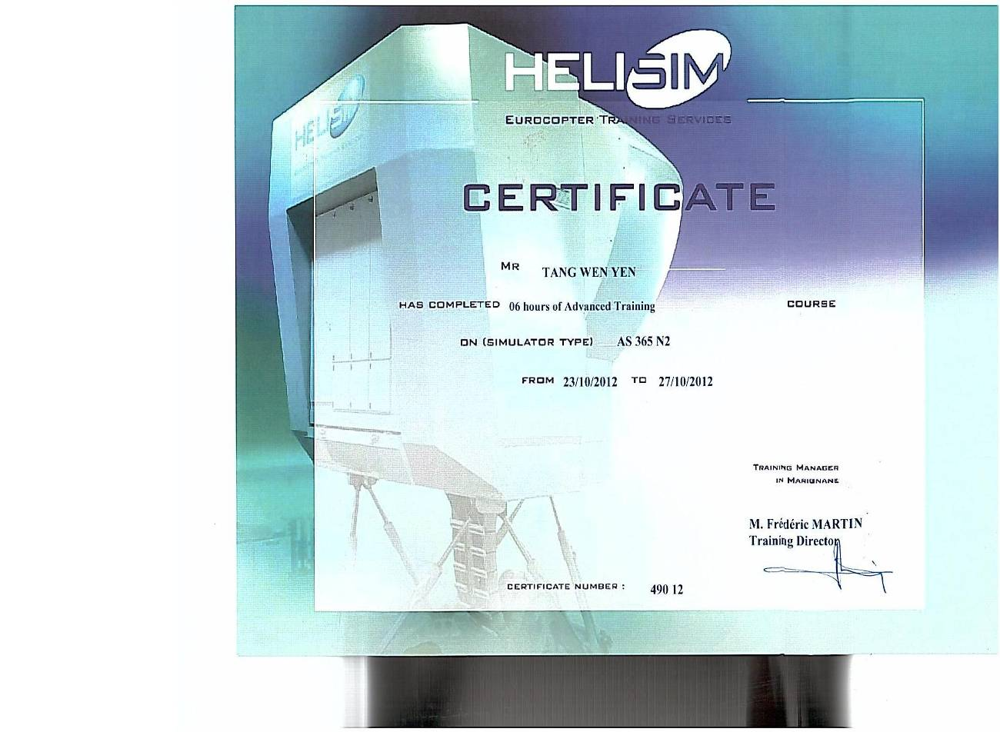 HELISIM
EUROCOPTER TRAINING SERVICES
HELISIM
CERTIFICATE
MR TANG WEN YEN
HAS COMPLETED 06 hours of Advanced Training COURSE
ON (SIMULATOR TYPE) AS 365 N2
FROM 23/10/2012 TO 27/10/2012
TRAINING MANAGER
IN MARIGNANE
M. Frédéric MARTIN
Training Director
CERTIFICATE NUMBER : 490 12